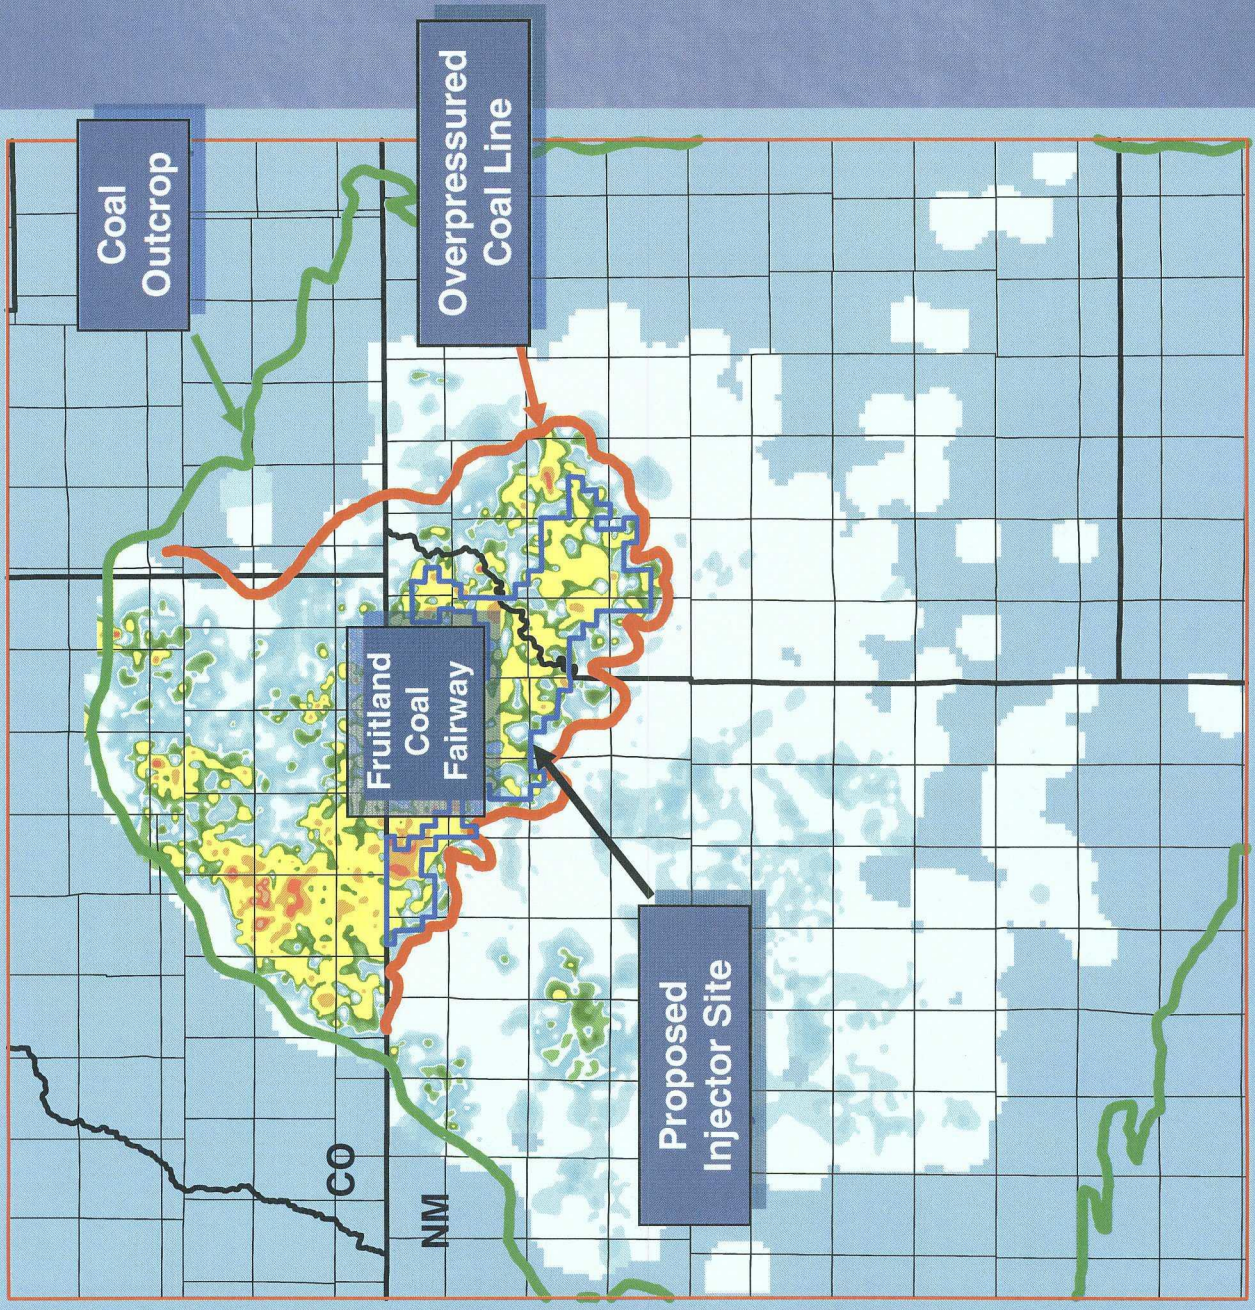 Coal
Outcrop
Overpressured
Coal Line
Fruitland
Coal
Fairway
Proposed
Injector Site
CO
NM